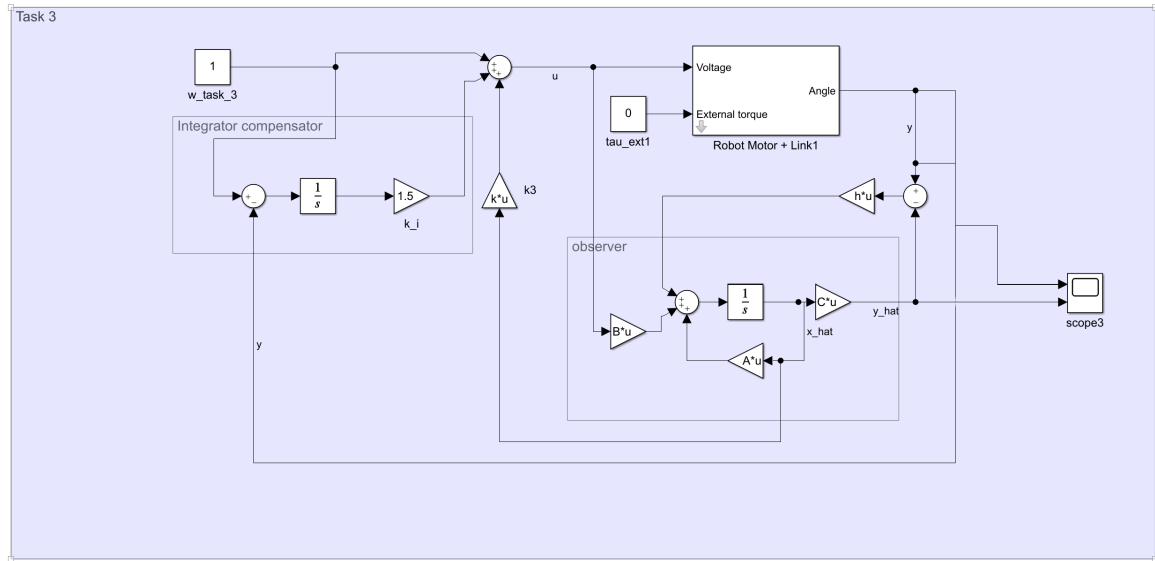 Task 3
1
w_task_3
+
+
+
u
Voltage
External torque
Angle
Robot Motor + Link1
0
tau_ext1
y
Integrator compensator
+
−
1
s
1.5
k_i
k*u
k3
h*u
+
−
observer
+
+
+
1
s
C*u
y_hat
x_hat
B*u
A*u
scope3
y